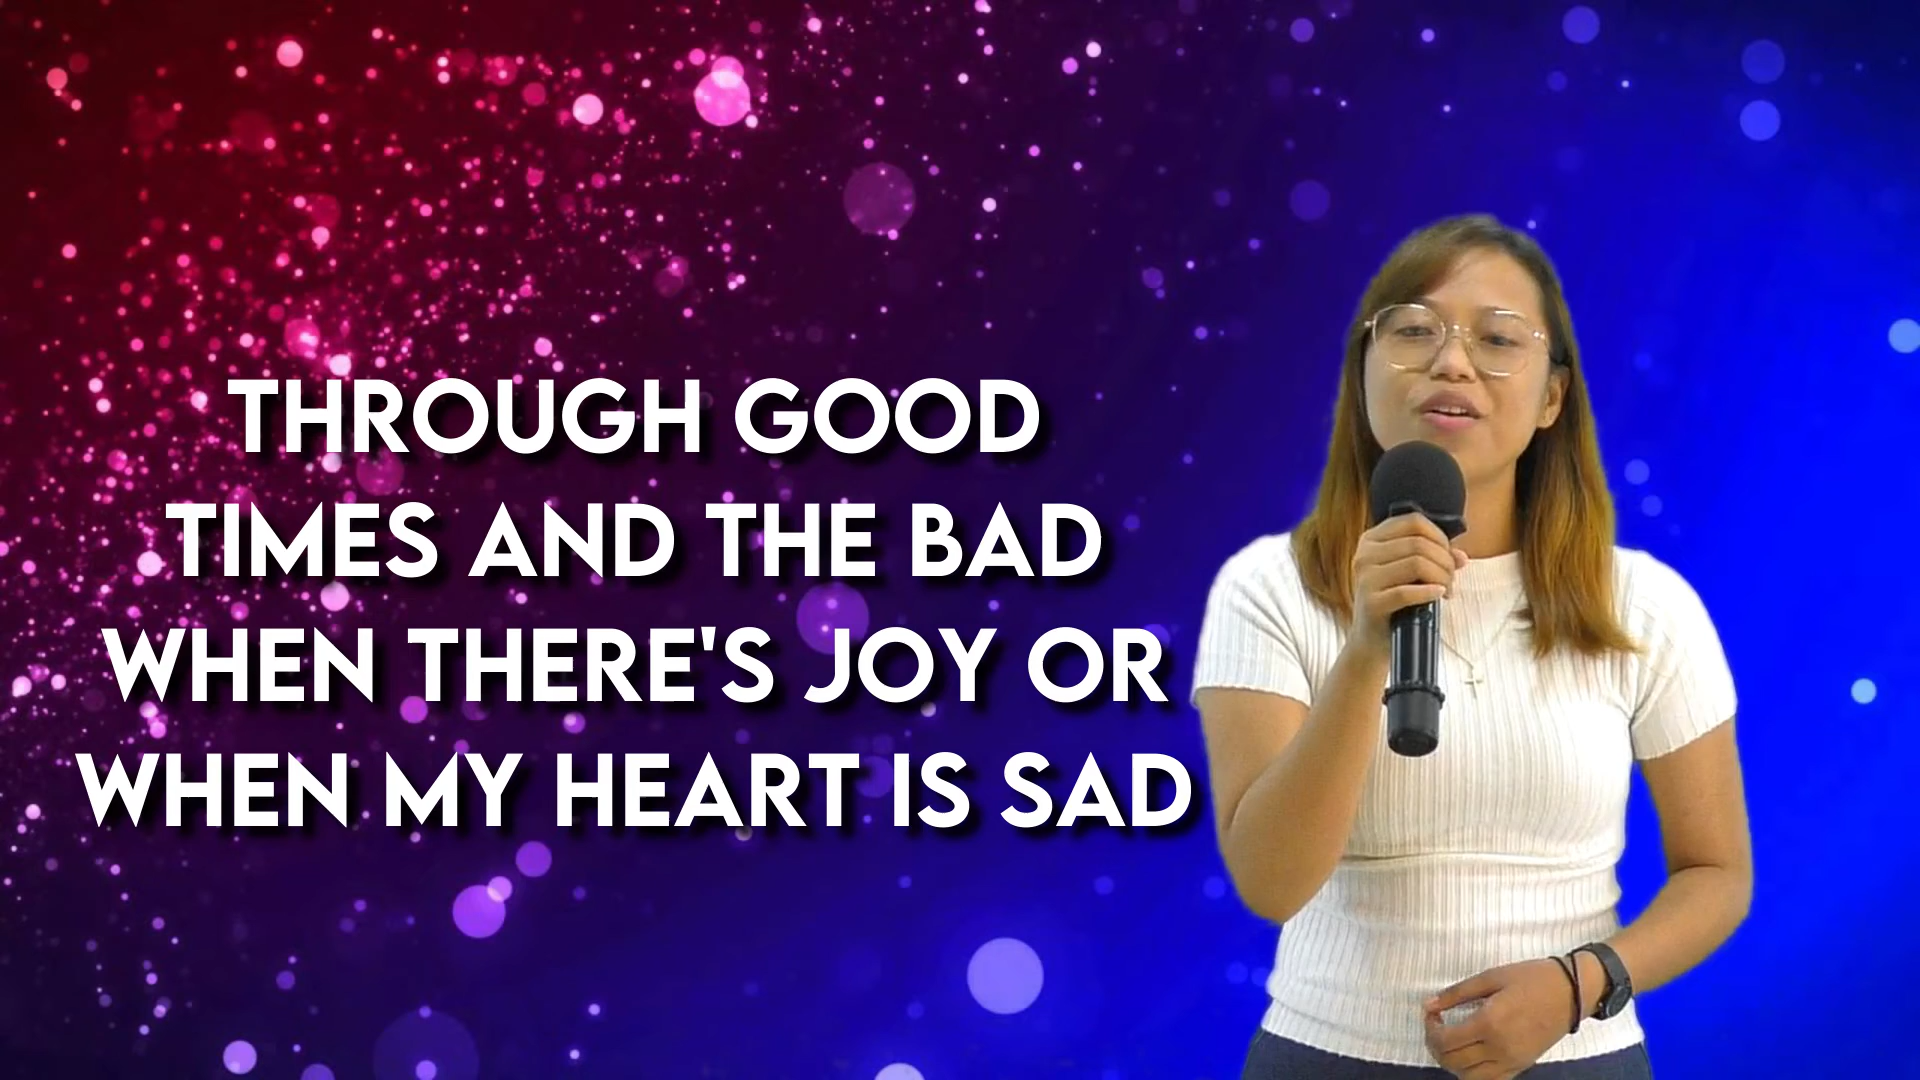 THROUGH GOOD
TIMES AND THE BAD
WHEN THERE'S JOY OR
WHEN MY HEART IS SAD